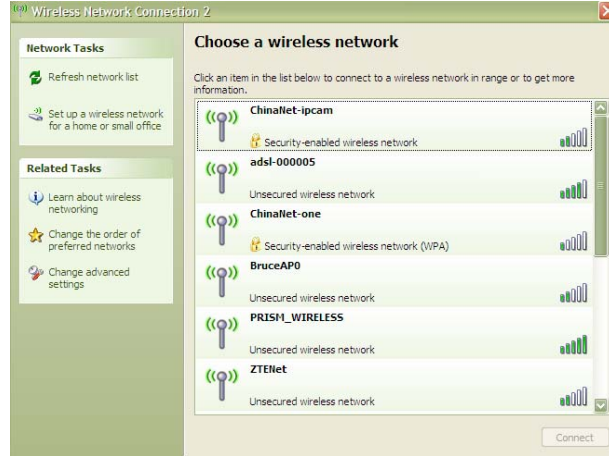 Wireless Network Connection 2
Network Tasks
Refresh network list
Set up a wireless network
for a home or small office
Related Tasks
Learn about wireless
networking
Change the order of
preferred networks
Change advanced
settings
Choose a wireless network
Click an item in the list below to connect to a wireless network in range or to get more
information.
ChinaNet-ipcam
Security-enabled wireless network
adsl-000005
Unsecured wireless network
ChinaNet-one
Security-enabled wireless network (WPA)
BruceAP0
Unsecured wireless network
PRISM_WIRELESS
Unsecured wireless network
ZTENet
Unsecured wireless network
Connect